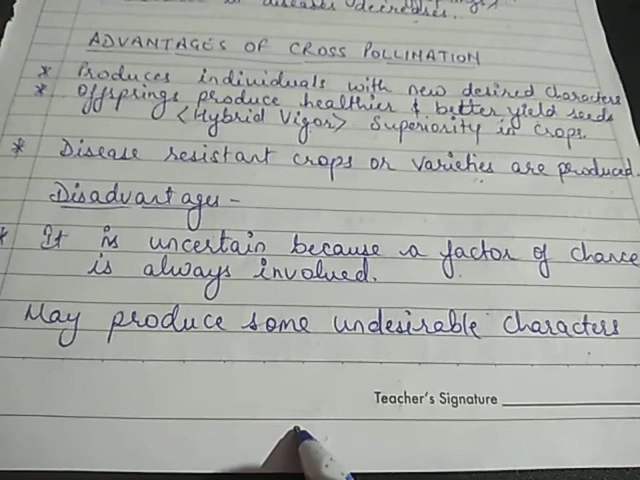 diseases decreases..
ADVANTAGES OF CROSS POLLINATION
* Produces individuals with new desired characters
* Offsprings produce healthier & better yield seeds
<Hybrid Vigor> Superiority in Crops.
* Disease resistant crops or varieties are produced.
Disadvantages -
* It is uncertain because a factor of chance
is always involved.
May produce some undesirable characters
Teacher's Signature